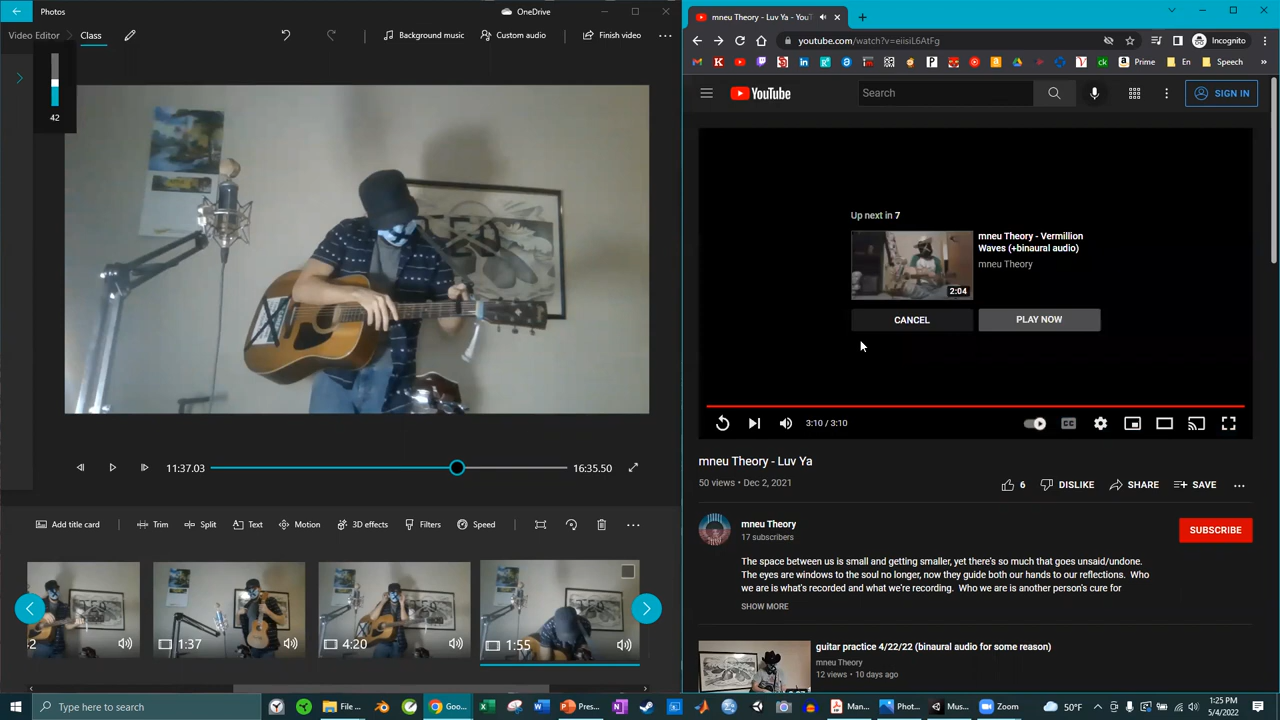 Photos
OneDrive
Video Editor
Class
Background music
Custom audio
Finish video
42
11:37.03
16:35.50
Add title card
Trim
Split
Text
Motion
3D effects
Filters
Speed
1:37
4:20
1:55
Type here to search
mneu Theory - Luv Ya - YouT
Incognito
youtube.com/watch?v=eiisiL6AtFg
Prime
En
Speech
YouTube
Search
SIGN IN
Up next in 7
mneu Theory - Vermillion
Waves (+binaural audio)
mneu Theory
2:04
CANCEL
PLAY NOW
3:10 / 3:10
mneu Theory - Luv Ya
50 views • Dec 2, 2021
6
DISLIKE
SHARE
SAVE
mneu Theory
17 subscribers
SUBSCRIBE
The space between us is small and getting smaller, yet there's so much that goes unsaid/undone.
The eyes are windows to the soul no longer, now they guide both our hands to our reflections. Who
we are is what's recorded and what we're recording. Who we are is another person's cure for
SHOW MORE
guitar practice 4/22/22 (binaural audio for some reason)
mneu Theory
12 views • 10 days ago
File ...
Goo...
Pres...
Man...
Phot...
Mus...
Zoom
50°F
1:25 PM
5/4/2022